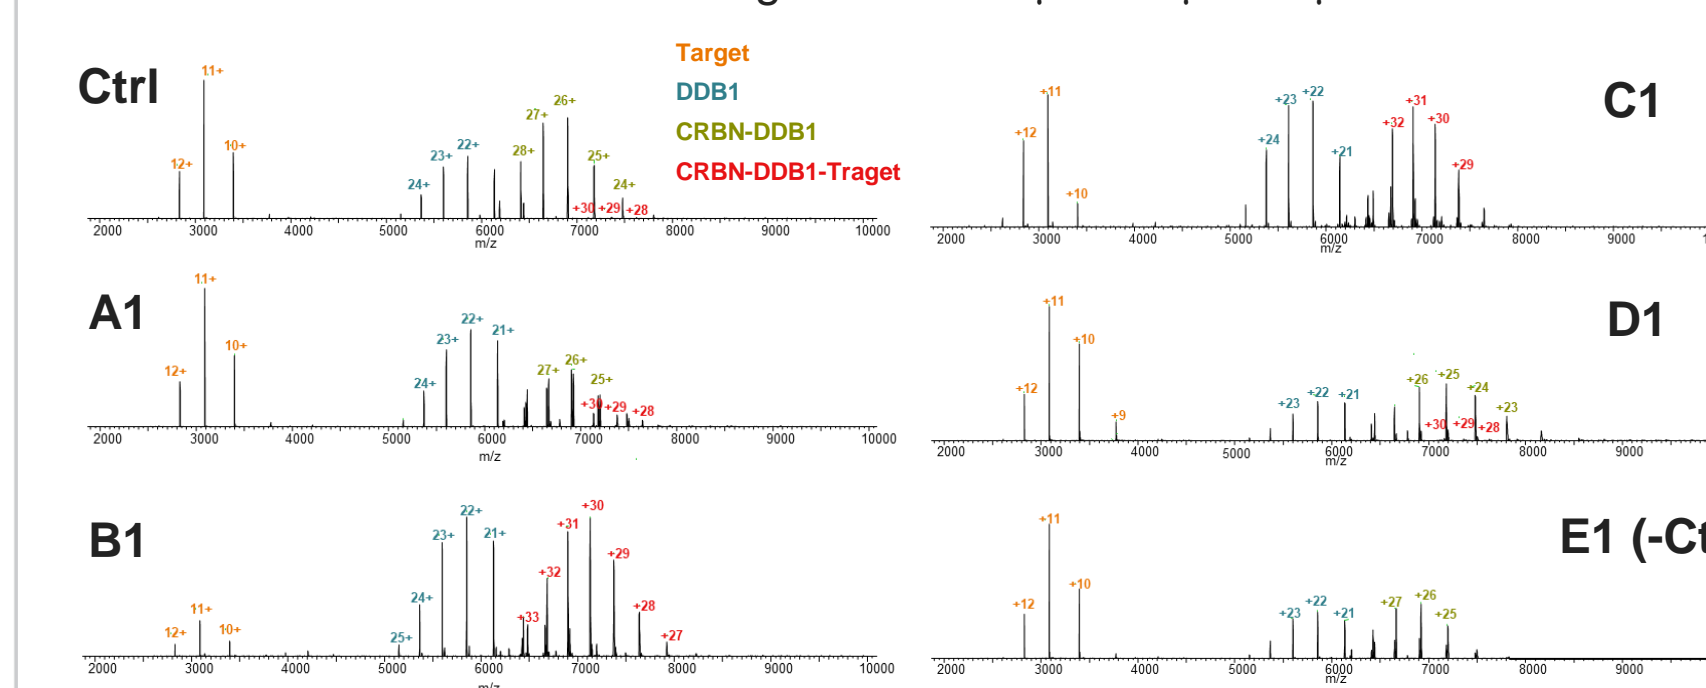 Ctrl
Target
DDB1
CRBN-DDB1
CRBN-DDB1-Traget
12+ 11+ 10+ 24+ 23+ 22+ 28+ 27+ 26+ 25+ 24+ +30 +29 +28
2000 3000 4000 5000 6000 7000 8000 9000 10000
m/z
A1
12+ 11+ 10+ 24+ 23+ 22+ 21+ 27+ 26+ 25+ +30 +29 +28
2000 3000 4000 5000 6000 7000 8000 9000 10000
m/z
B1
12+ 11+ 10+ 25+ 24+ 23+ 22+ 21+ +33 +32 +31 +30 +29 +28 +27
2000 3000 4000 5000 6000 7000 8000 9000 10000
m/z
C1
+12 +11 +10 +24 +23 +22 +21 +32 +31 +30 +29
2000 3000 4000 5000 6000 7000 8000 9000
m/z
D1
+12 +11 +10 +9 +23 +22 +21 +26 +25 +24 +23 +30 +29 +28
2000 3000 4000 5000 6000 7000 8000 9000
m/z
E1 (-Ct
+12 +11 +10 +23 +22 +21 +27 +26 +25
2000 3000 4000 5000 6000 7000 8000 9000
m/z